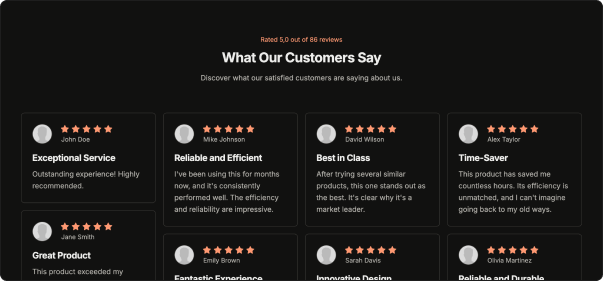 Rated 5,0 out of 86 reviews
What Our Customers Say
Discover what our satisfied customers are saying about us.
John Doe
Exceptional Service
Outstanding experience! Highly
recommended.
Jane Smith
Great Product
This product exceeded my
Mike Johnson
Reliable and Efficient
I've been using this for months
now, and it's consistently
performed well. The efficiency
and reliability are impressive.
Emily Brown
Fantastic Experience
David Wilson
Best in Class
After trying several similar
products, this one stands out as
the best. It's clear why it's a
market leader.
Sarah Davis
Innovative Design
Alex Taylor
Time-Saver
This product has saved me
countless hours. Its efficiency is
unmatched, and I can't imagine
going back to my old ways.
Olivia Martinez
Reliable and Durable